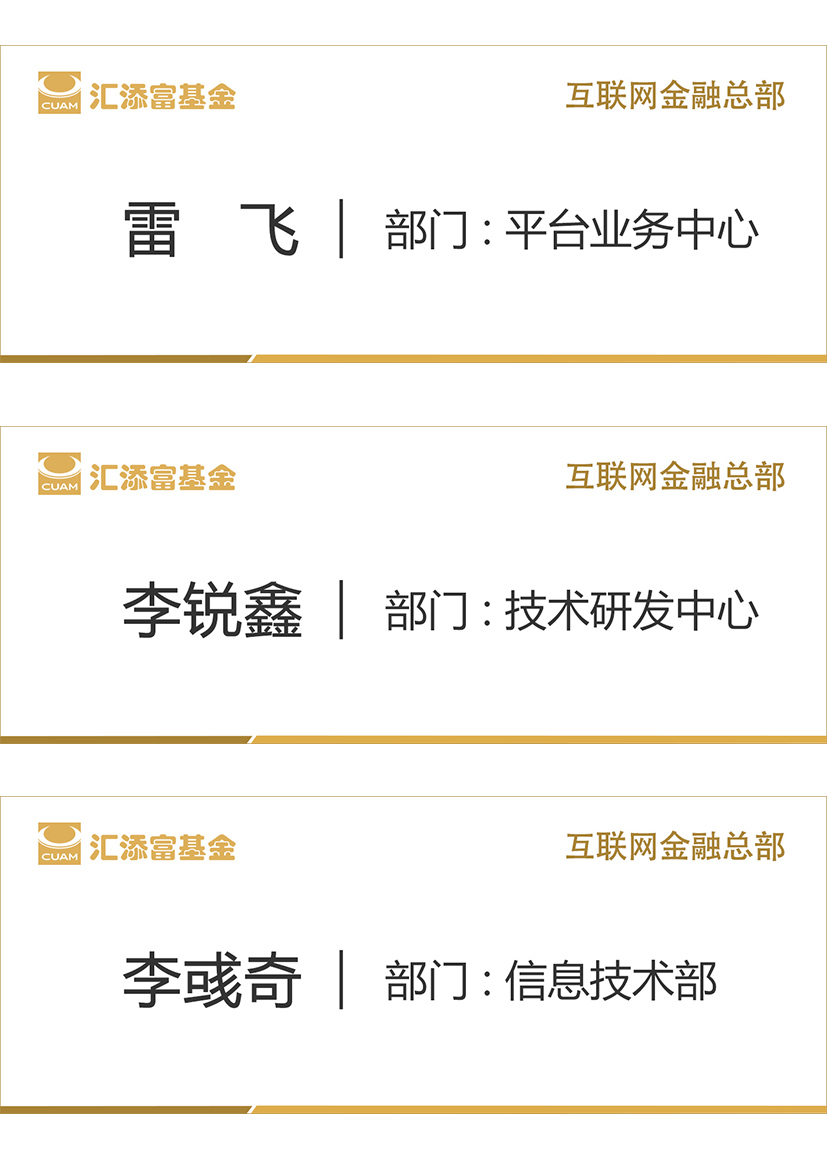 CUAM 汇添富基金 互联网金融总部
雷 飞 | 部门:平台业务中心
CUAM 汇添富基金 互联网金融总部
李锐鑫 | 部门:技术研发中心
CUAM 汇添富基金 互联网金融总部
李彧奇 | 部门:信息技术部